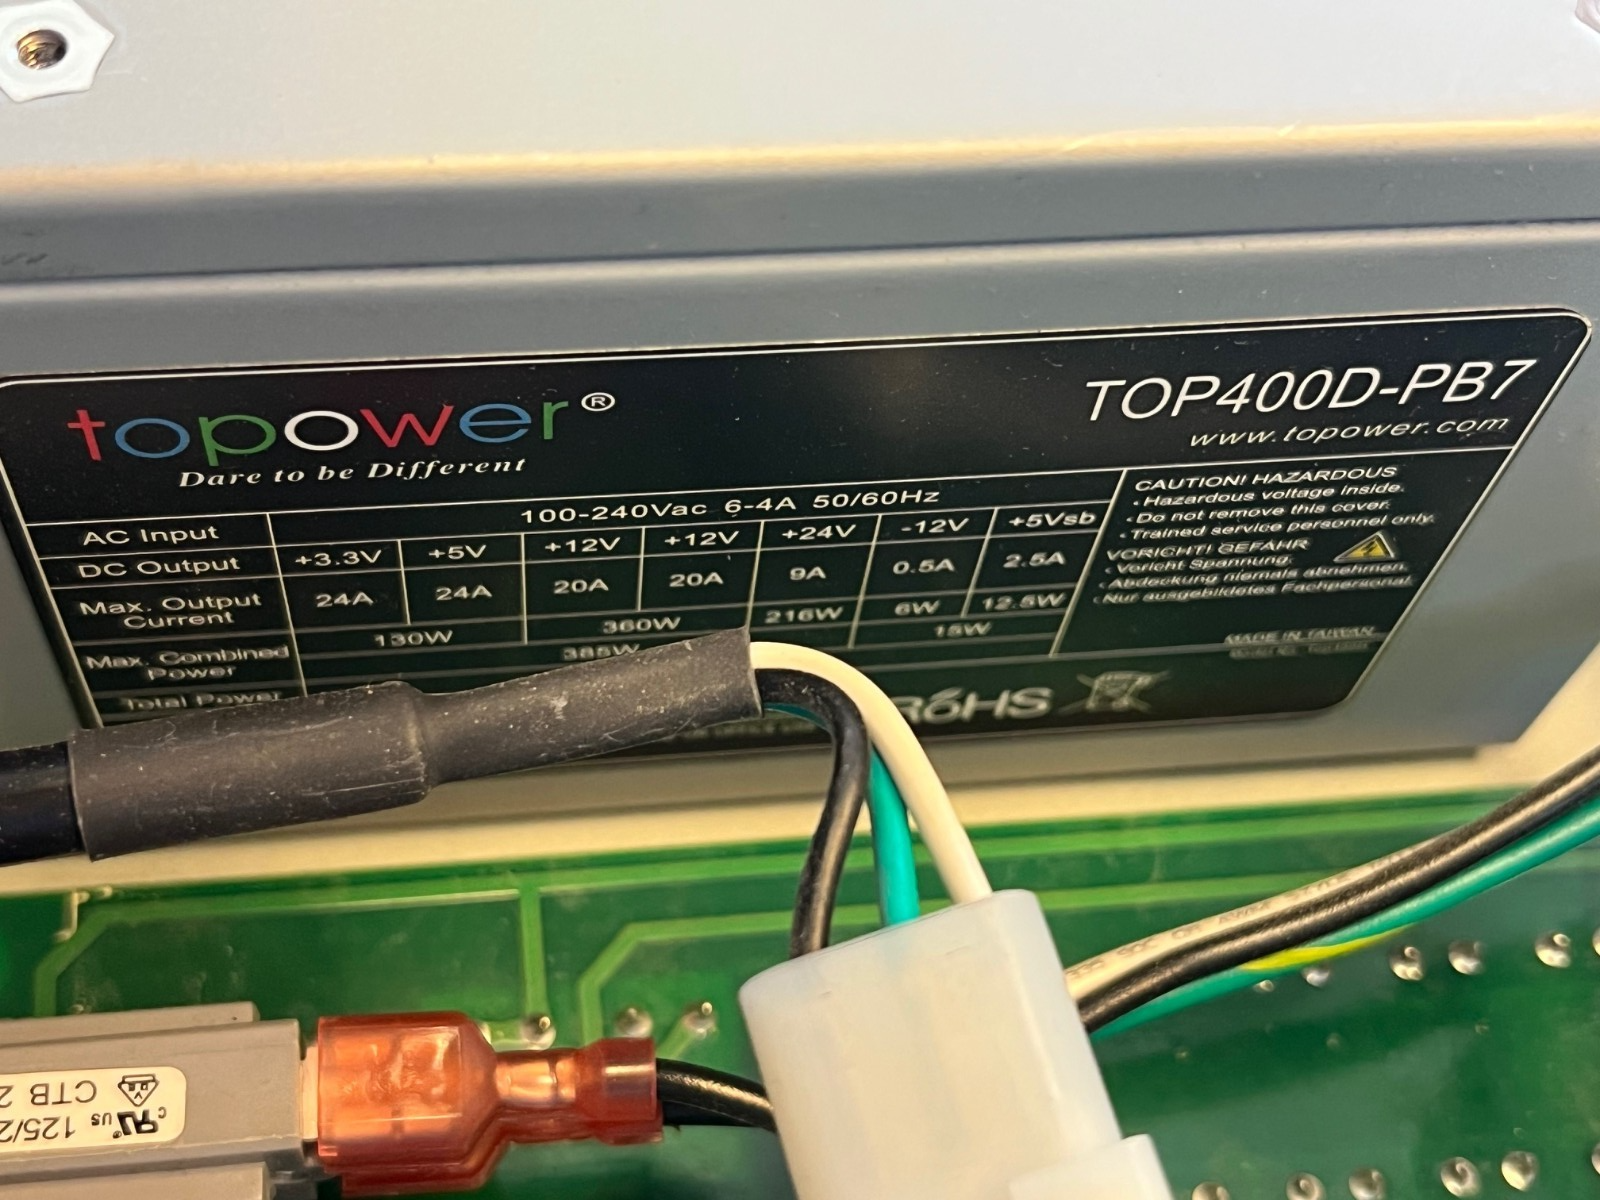 topower®
Dare to be Different
TOP400D-PB7
www.topower.com
AC Input 100-240Vac 6-4A 50/60Hz
DC Output +3.3V +5V +12V +12V +24V -12V +5Vsb
Max. Output Current 24A 24A 20A 20A 9A 0.5A 2.5A
Max. Combined Power 130W 360W 216W 6W 12.5W
385W 15W
Total Power
CAUTION! HAZARDOUS
• Hazardous voltage inside.
• Do not remove this cover.
• Trained service personnel only.
VORICHT! GEFAHR
• Voricht Spannung.
• Abdeckung niemals abnehmen.
• Nur ausgebildetes Fachpersonal.
MADE IN TAIWAN
RoHS
CTB 2
c us 125/2